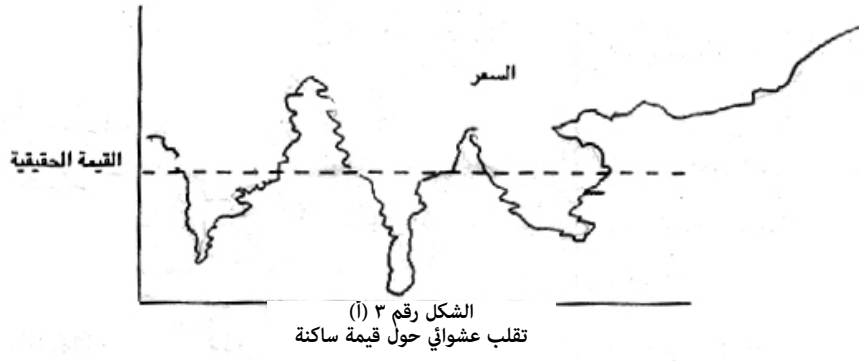 السعر
القيمة الحقيقية
الشكل رقم ٣ (آ)
تقلب عشوائي حول قيمة ساكنة